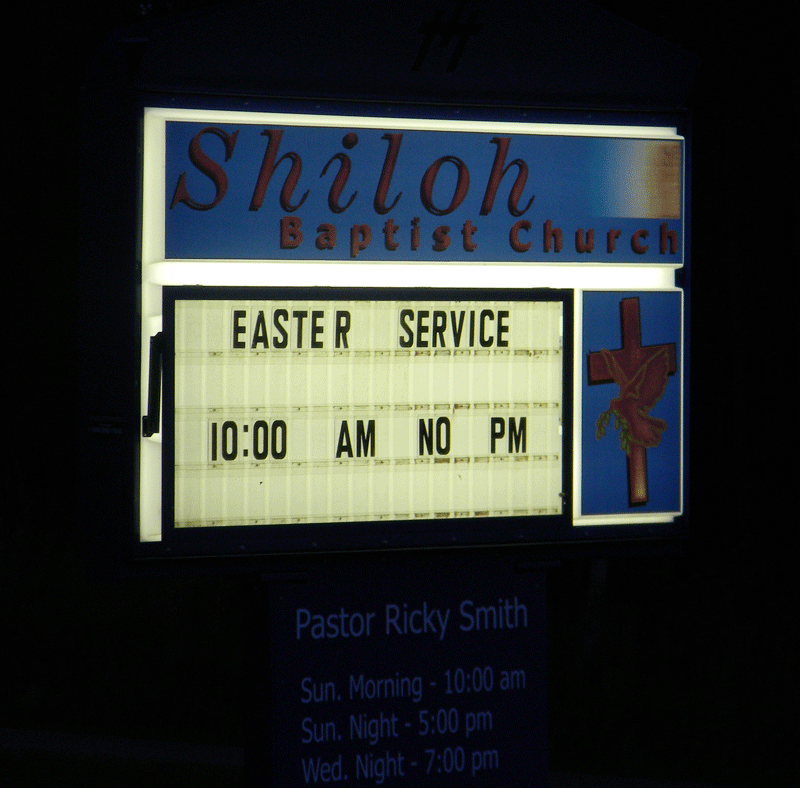 Shiloh
Baptist Church
EASTER SERVICE
10:00 AM NO PM
Pastor Ricky Smith
Sun. Morning - 10:00 am
Sun. Night - 5:00 pm
Wed. Night - 7:00 pm